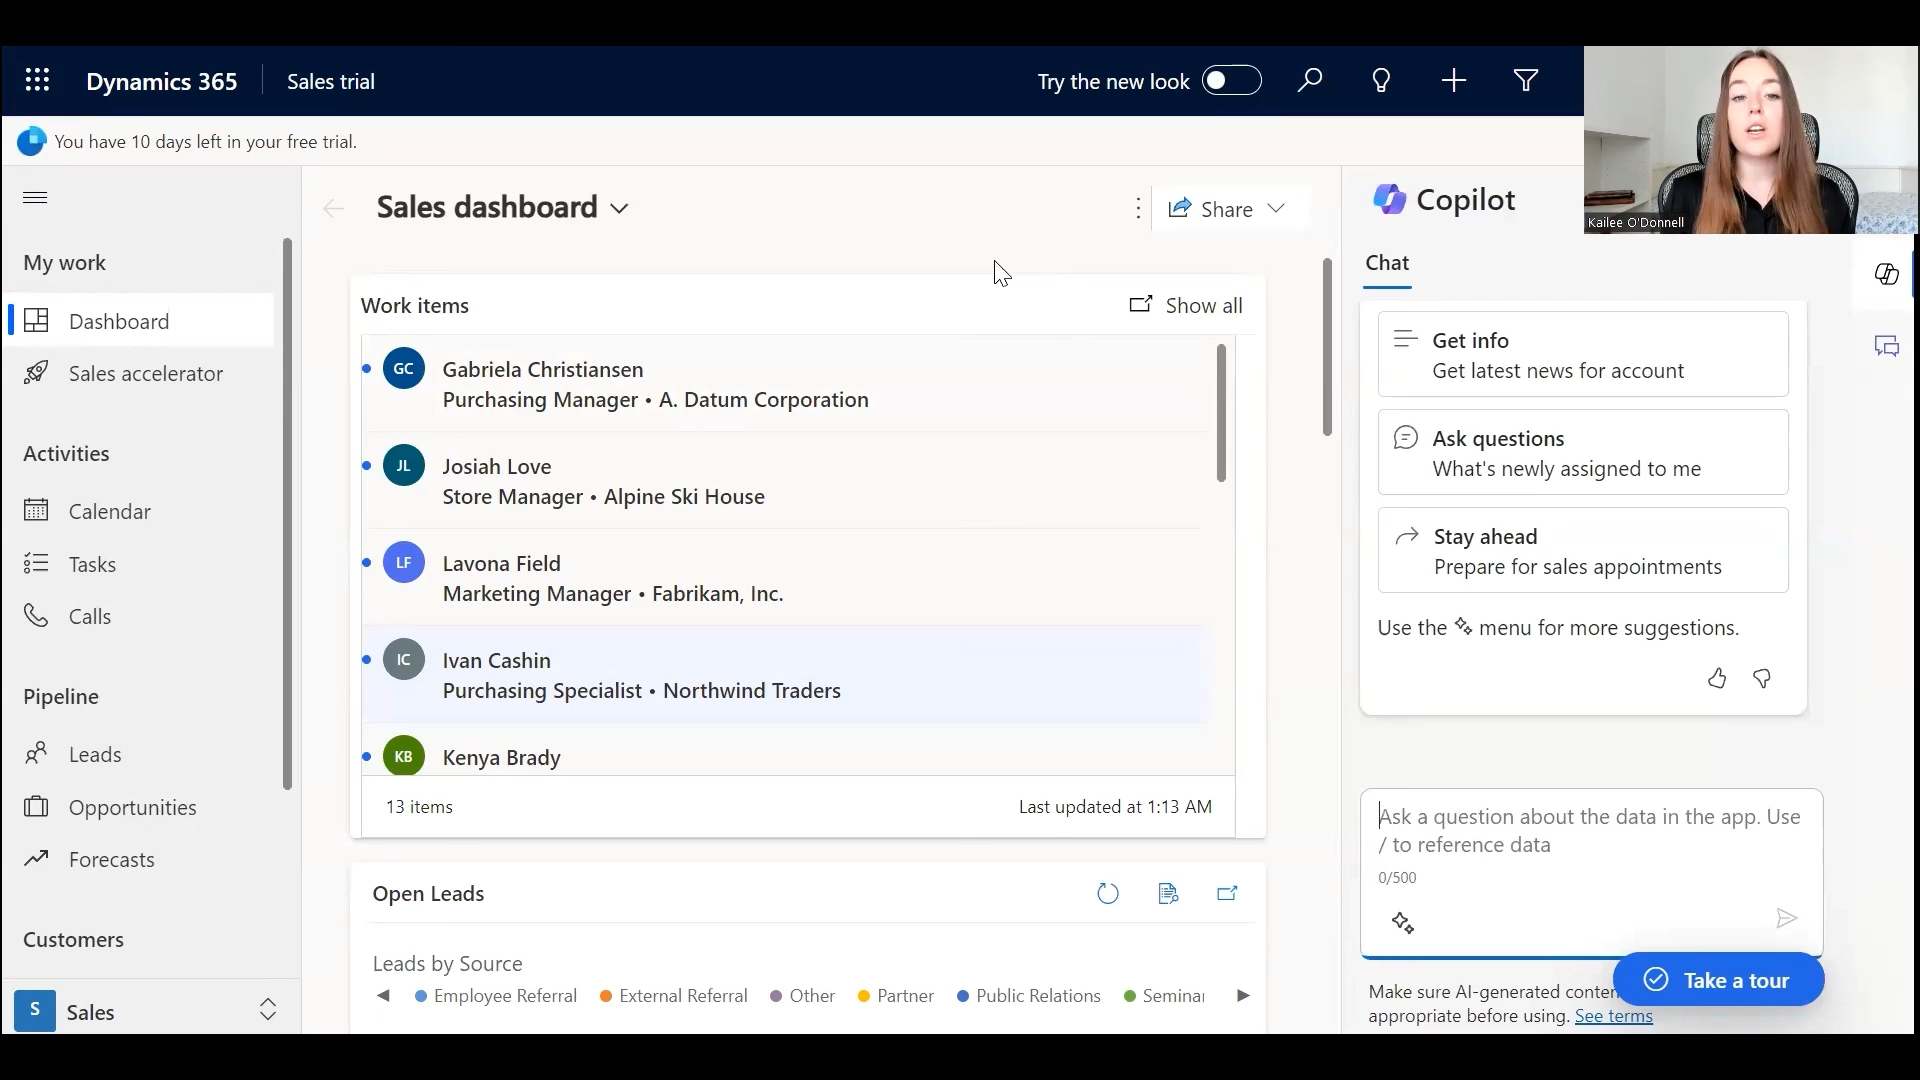 Dynamics 365
Sales trial
Try the new look
You have 10 days left in your free trial.
Kailee O'Donnell
My work
Dashboard
Sales accelerator
Activities
Calendar
Tasks
Calls
Pipeline
Leads
Opportunities
Forecasts
Customers
S
Sales
Sales dashboard
Share
Work items
Show all
GC
Gabriela Christiansen
Purchasing Manager • A. Datum Corporation
JL
Josiah Love
Store Manager • Alpine Ski House
LF
Lavona Field
Marketing Manager • Fabrikam, Inc.
IC
Ivan Cashin
Purchasing Specialist • Northwind Traders
KB
Kenya Brady
13 items
Last updated at 1:13 AM
Open Leads
Leads by Source
Employee Referral
External Referral
Other
Partner
Public Relations
Seminar
Copilot
Chat
Get info
Get latest news for account
Ask questions
What's newly assigned to me
Stay ahead
Prepare for sales appointments
Use the menu for more suggestions.
Ask a question about the data in the app. Use
/ to reference data
0/500
Take a tour
Make sure AI-generated conten
appropriate before using. See terms